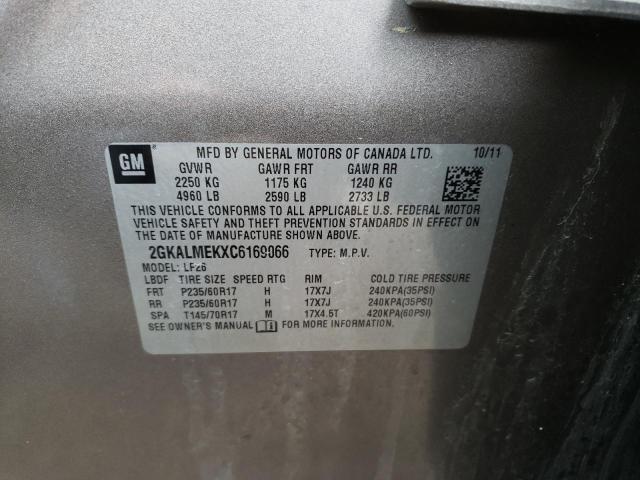 GM
MFD BY GENERAL MOTORS OF CANADA LTD. 10/11
GVWR GAWR FRT GAWR RR
2250 KG 1175 KG 1240 KG
4960 LB 2590 LB 2733 LB
THIS VEHICLE CONFORMS TO ALL APPLICABLE U.S. FEDERAL MOTOR
VEHICLE SAFETY AND THEFT PREVENTION STANDARDS IN EFFECT ON
THE DATE OF MANUFACTURE SHOWN ABOVE.
2GKALMEKXC6169066 TYPE: M.P.V.
MODEL: LF26
LBDF TIRE SIZE SPEED RTG RIM COLD TIRE PRESSURE
FRT P235/60R17 H 17X7J 240KPA(35PSI)
RR P235/60R17 H 17X7J 240KPA(35PSI)
SPA T145/70R17 M 17X4.5T 420KPA(60PSI)
SEE OWNER'S MANUAL FOR MORE INFORMATION.